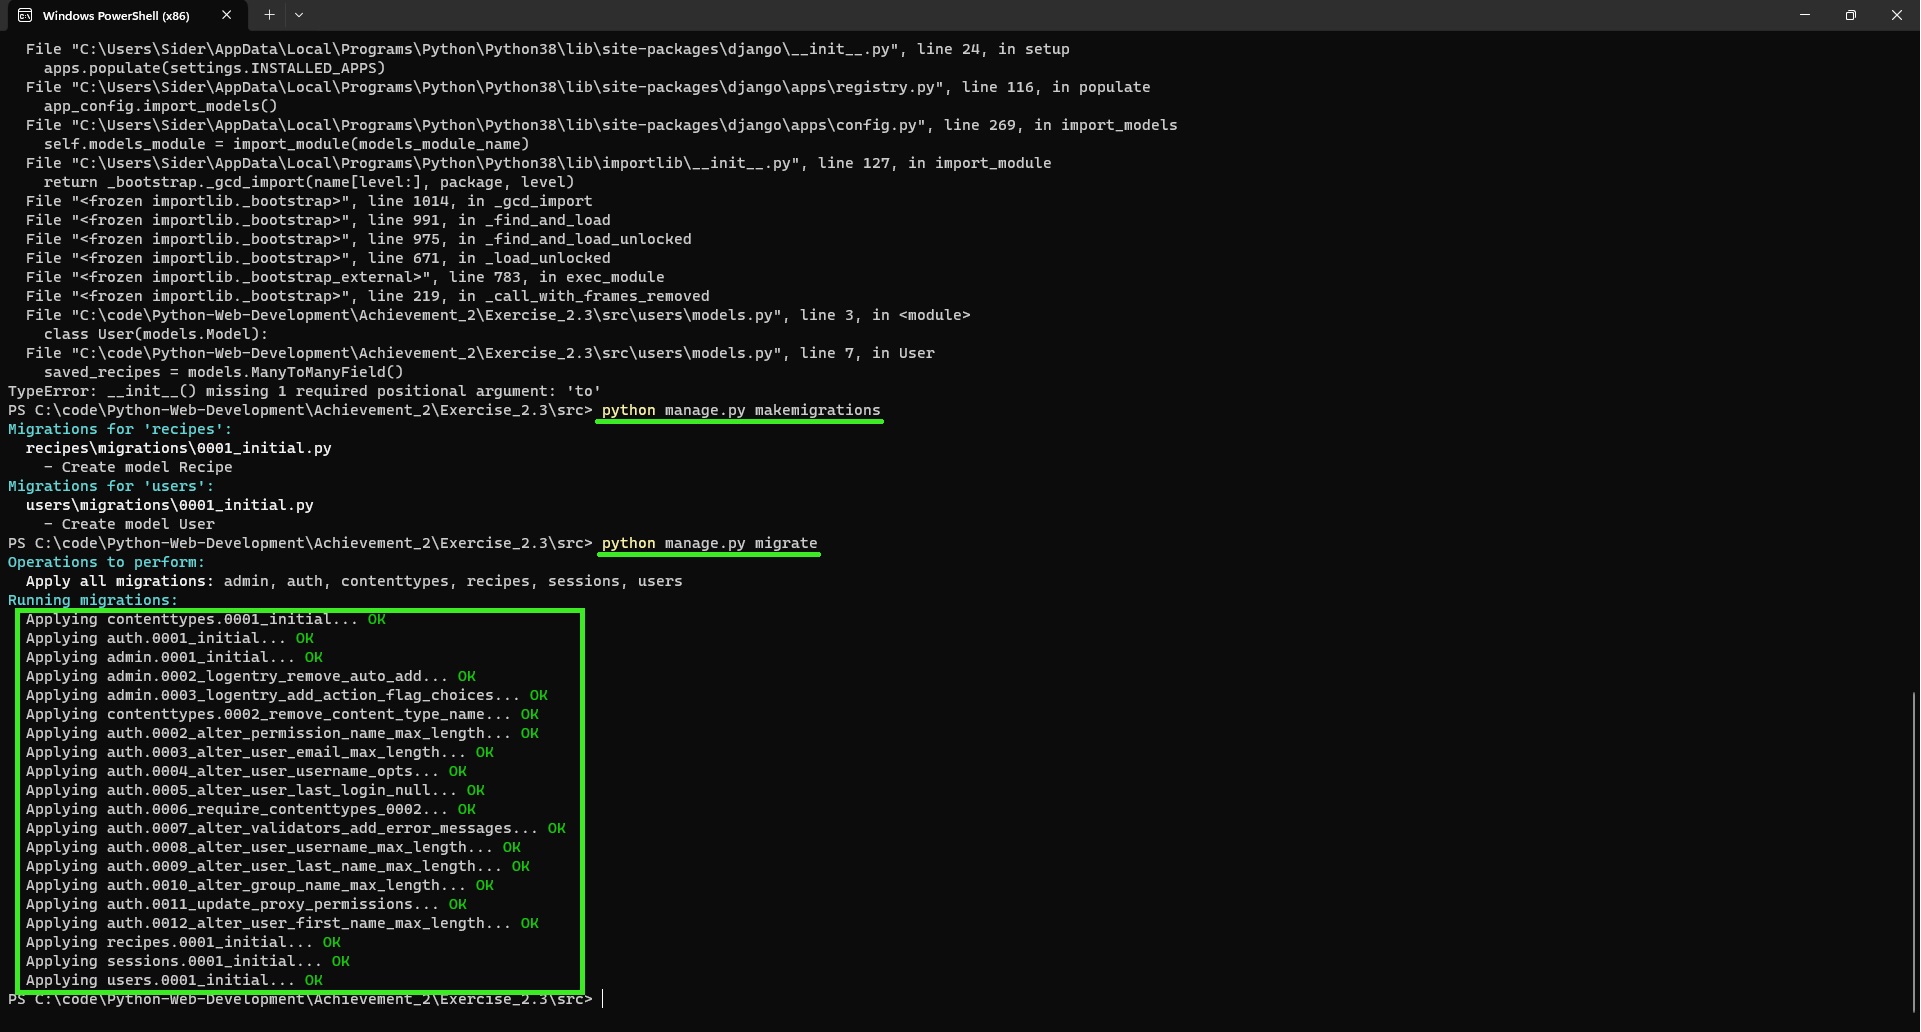 Windows PowerShell (x86)
File "C:\Users\Sider\AppData\Local\Programs\Python\Python38\lib\site-packages\django\__init__.py", line 24, in setup
apps.populate(settings.INSTALLED_APPS)
File "C:\Users\Sider\AppData\Local\Programs\Python\Python38\lib\site-packages\django\apps\registry.py", line 116, in populate
app_config.import_models()
File "C:\Users\Sider\AppData\Local\Programs\Python\Python38\lib\site-packages\django\apps\config.py", line 269, in import_models
self.models_module = import_module(models_module_name)
File "C:\Users\Sider\AppData\Local\Programs\Python\Python38\lib\importlib\__init__.py", line 127, in import_module
return _bootstrap._gcd_import(name[level:], package, level)
File "<frozen importlib._bootstrap>", line 1014, in _gcd_import
File "<frozen importlib._bootstrap>", line 991, in _find_and_load
File "<frozen importlib._bootstrap>", line 975, in _find_and_load_unlocked
File "<frozen importlib._bootstrap>", line 671, in _load_unlocked
File "<frozen importlib._bootstrap_external>", line 783, in exec_module
File "<frozen importlib._bootstrap>", line 219, in _call_with_frames_removed
File "C:\code\Python-Web-Development\Achievement_2\Exercise_2.3\src\users\models.py", line 3, in <module>
class User(models.Model):
File "C:\code\Python-Web-Development\Achievement_2\Exercise_2.3\src\users\models.py", line 7, in User
saved_recipes = models.ManyToManyField()
TypeError: __init__() missing 1 required positional argument: 'to'
PS C:\code\Python-Web-Development\Achievement_2\Exercise_2.3\src> python manage.py makemigrations
Migrations for 'recipes':
recipes\migrations\0001_initial.py
- Create model Recipe
Migrations for 'users':
users\migrations\0001_initial.py
- Create model User
PS C:\code\Python-Web-Development\Achievement_2\Exercise_2.3\src> python manage.py migrate
Operations to perform:
Apply all migrations: admin, auth, contenttypes, recipes, sessions, users
Running migrations:
Applying contenttypes.0001_initial... OK
Applying auth.0001_initial... OK
Applying admin.0001_initial... OK
Applying admin.0002_logentry_remove_auto_add... OK
Applying admin.0003_logentry_add_action_flag_choices... OK
Applying contenttypes.0002_remove_content_type_name... OK
Applying auth.0002_alter_permission_name_max_length... OK
Applying auth.0003_alter_user_email_max_length... OK
Applying auth.0004_alter_user_username_opts... OK
Applying auth.0005_alter_user_last_login_null... OK
Applying auth.0006_require_contenttypes_0002... OK
Applying auth.0007_alter_validators_add_error_messages... OK
Applying auth.0008_alter_user_username_max_length... OK
Applying auth.0009_alter_user_last_name_max_length... OK
Applying auth.0010_alter_group_name_max_length... OK
Applying auth.0011_update_proxy_permissions... OK
Applying auth.0012_alter_user_first_name_max_length... OK
Applying recipes.0001_initial... OK
Applying sessions.0001_initial... OK
Applying users.0001_initial... OK
PS C:\code\Python-Web-Development\Achievement_2\Exercise_2.3\src>